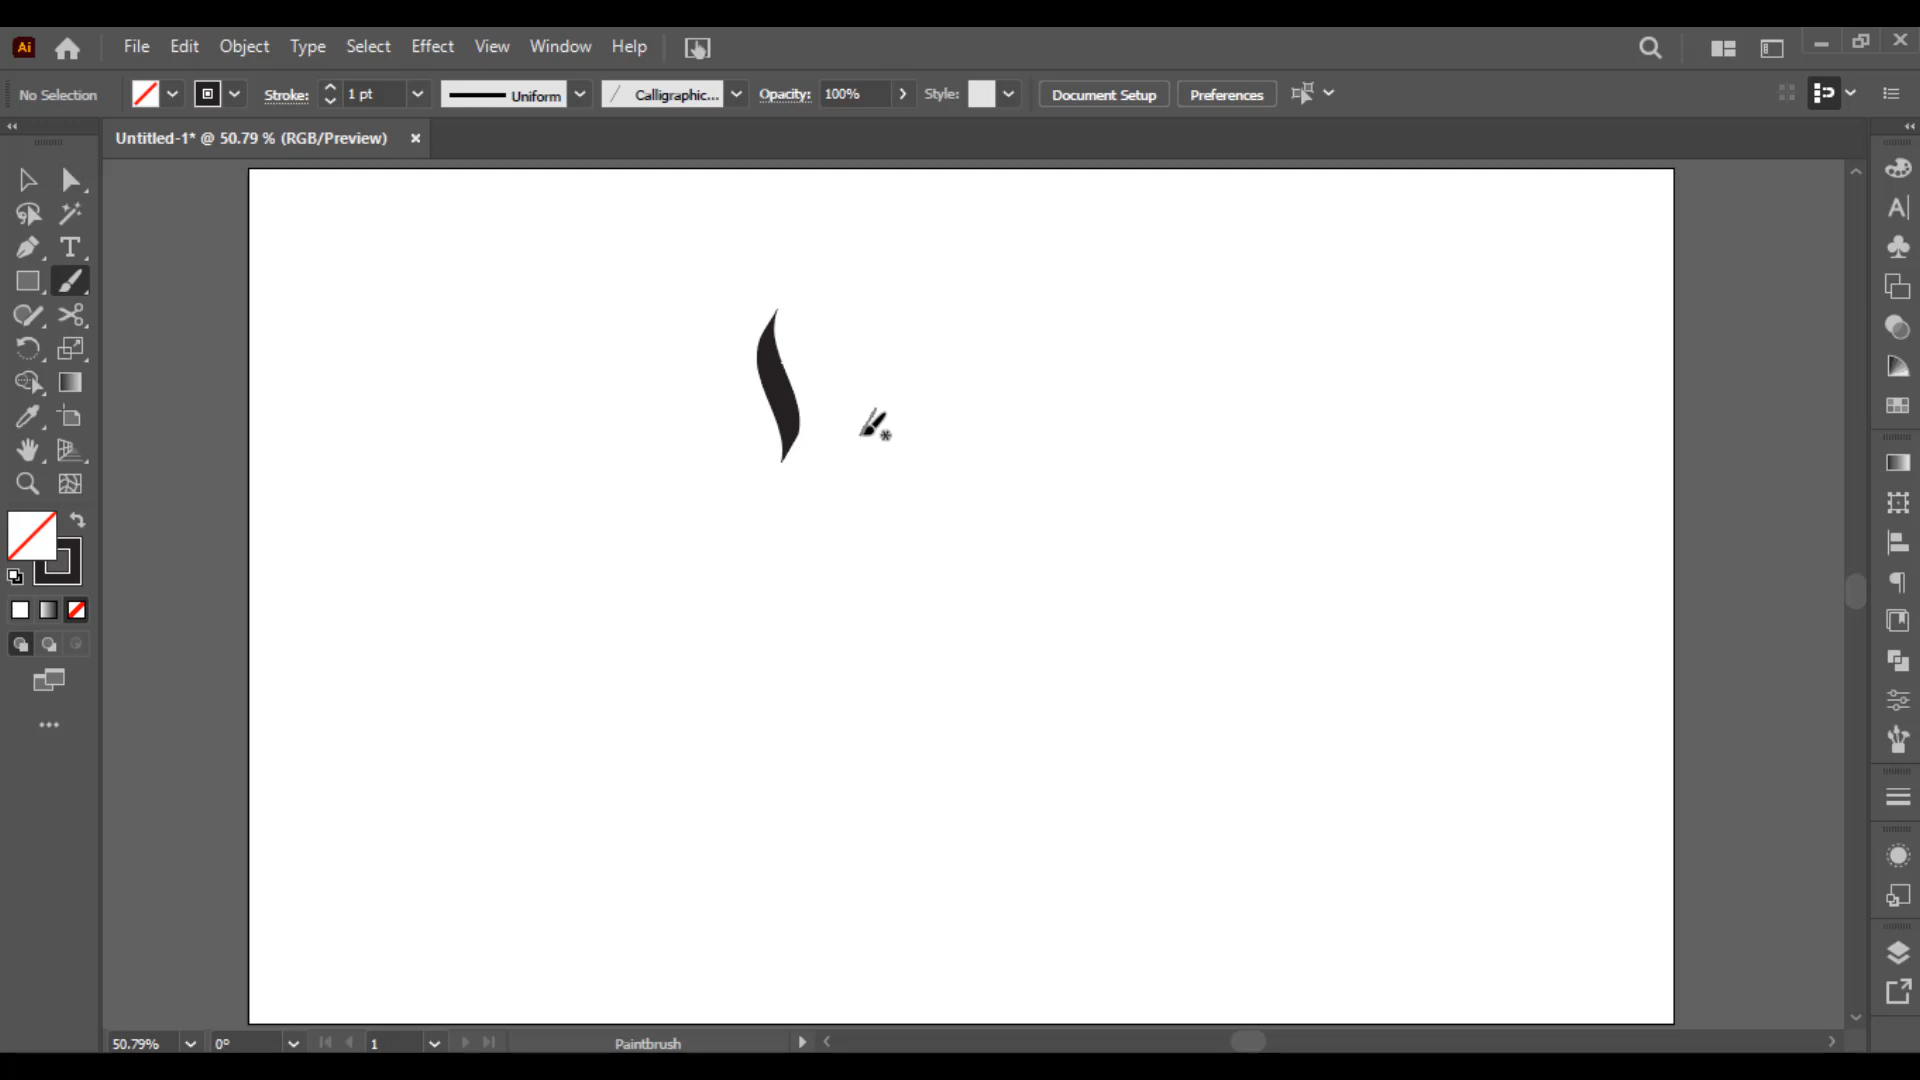 Ai File Edit Object Type Select Effect View Window Help
No Selection Stroke: 1 pt Uniform Calligraphic... Opacity: 100% Style: Document Setup Preferences
Untitled-1* @ 50.79 % (RGB/Preview)
50.79% 0° 1 Paintbrush